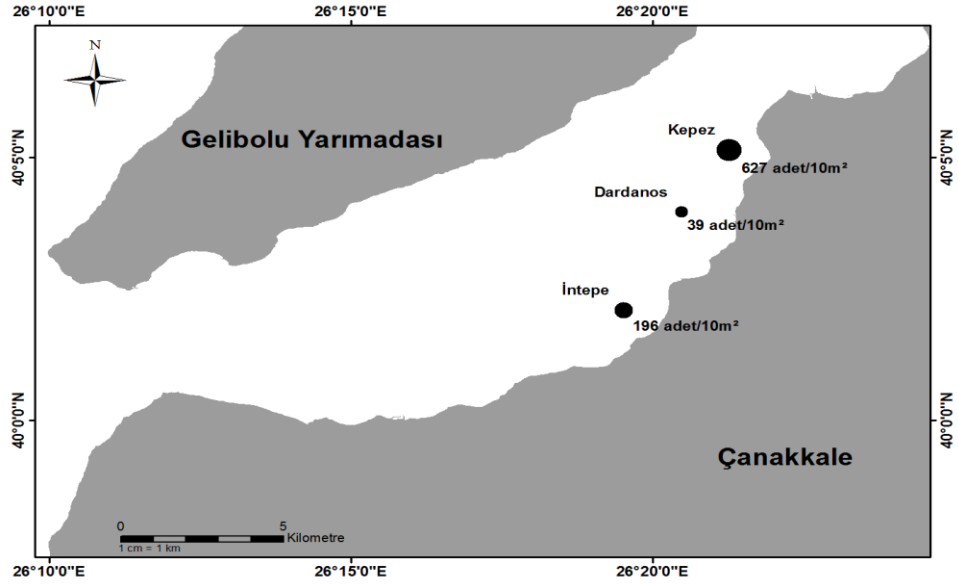 26°10'0"E
26°15'0"E
26°20'0"E
N
Gelibolu Yarımadası
Kepez
40°5'0"N
40°5'0"N
627 adet/10m²
Dardanos
39 adet/10m²
İntepe
196 adet/10m²
40°0'0"N
40°0'0"N
Çanakkale
0
5
Kilometre
1 cm = 1 km
26°10'0"E
26°15'0"E
26°20'0"E